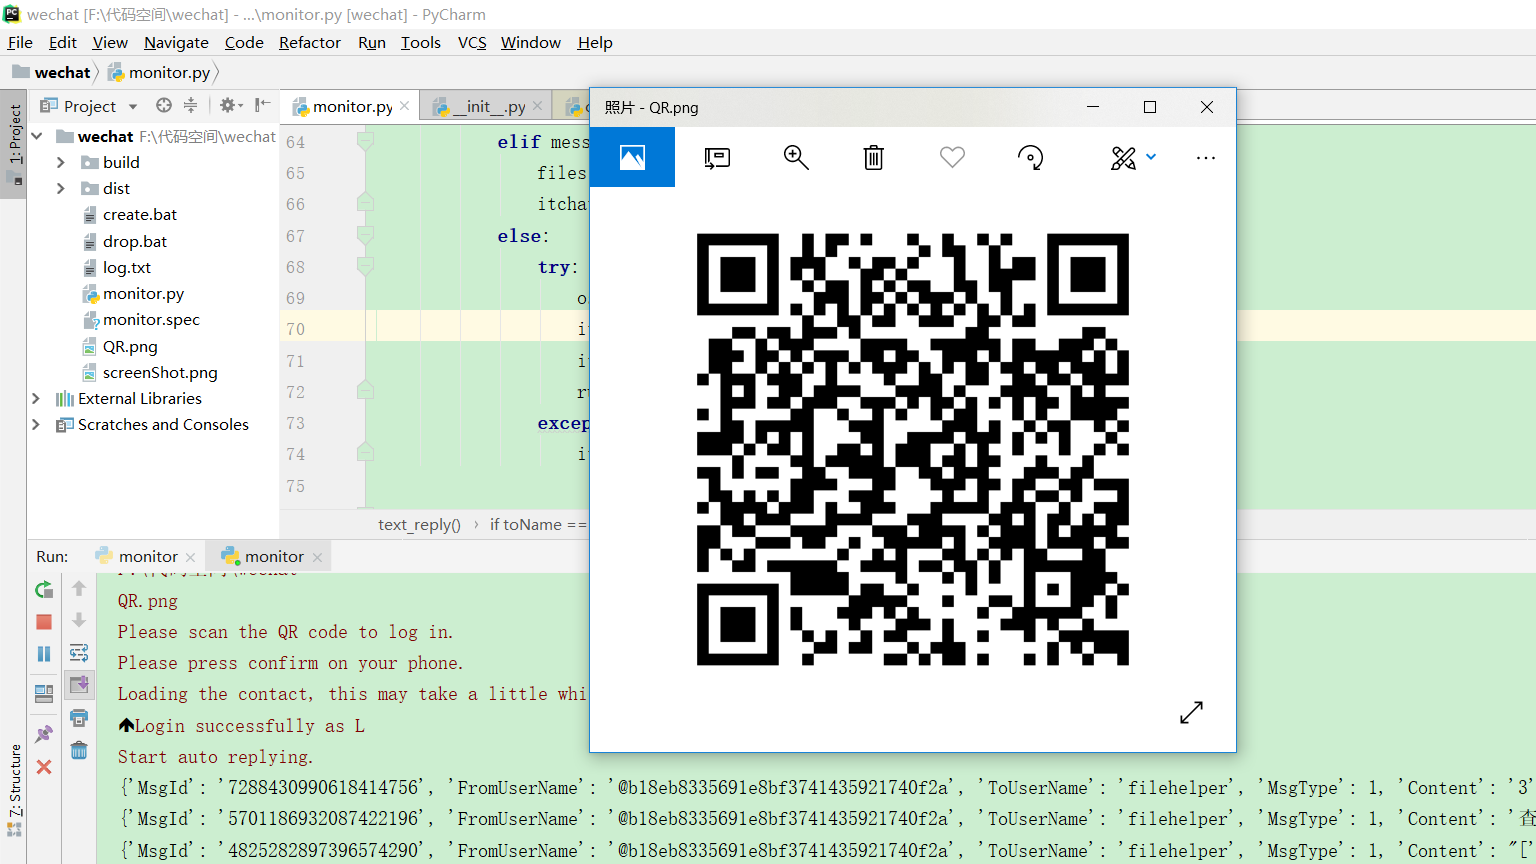 wechat [F:\代码空间\wechat] - ...\monitor.py [wechat] - PyCharm
File Edit View Navigate Code Refactor Run Tools VCS Window Help
wechat monitor.py
1: Project
Project
monitor.py __init__.py
照片 - QR.png
wechat F:\代码空间\wechat
build
dist
create.bat
drop.bat
log.txt
monitor.py
monitor.spec
QR.png
screenShot.png
External Libraries
Scratches and Consoles
64 elif mess
65 files
66 itcha
67 else:
68 try:
69 o
70 i
71 i
72 r
73 excep
74 i
75
text_reply() › if toName ==
Run: monitor monitor
F:\代码空间\wechat
QR.png
Please scan the QR code to log in.
Please press confirm on your phone.
Loading the contact, this may take a little whi
Login successfully as L
Start auto replying.
{'MsgId': '7288430990618414756', 'FromUserName': '@b18eb8335691e8bf3741435921740f2a', 'ToUserName': 'filehelper', 'MsgType': 1, 'Content': '3'
{'MsgId': '5701186932087422196', 'FromUserName': '@b18eb8335691e8bf3741435921740f2a', 'ToUserName': 'filehelper', 'MsgType': 1, 'Content': '查
{'MsgId': '4825282897396574290', 'FromUserName': '@b18eb8335691e8bf3741435921740f2a', 'ToUserName': 'filehelper', 'MsgType': 1, 'Content': "['
7: Structure